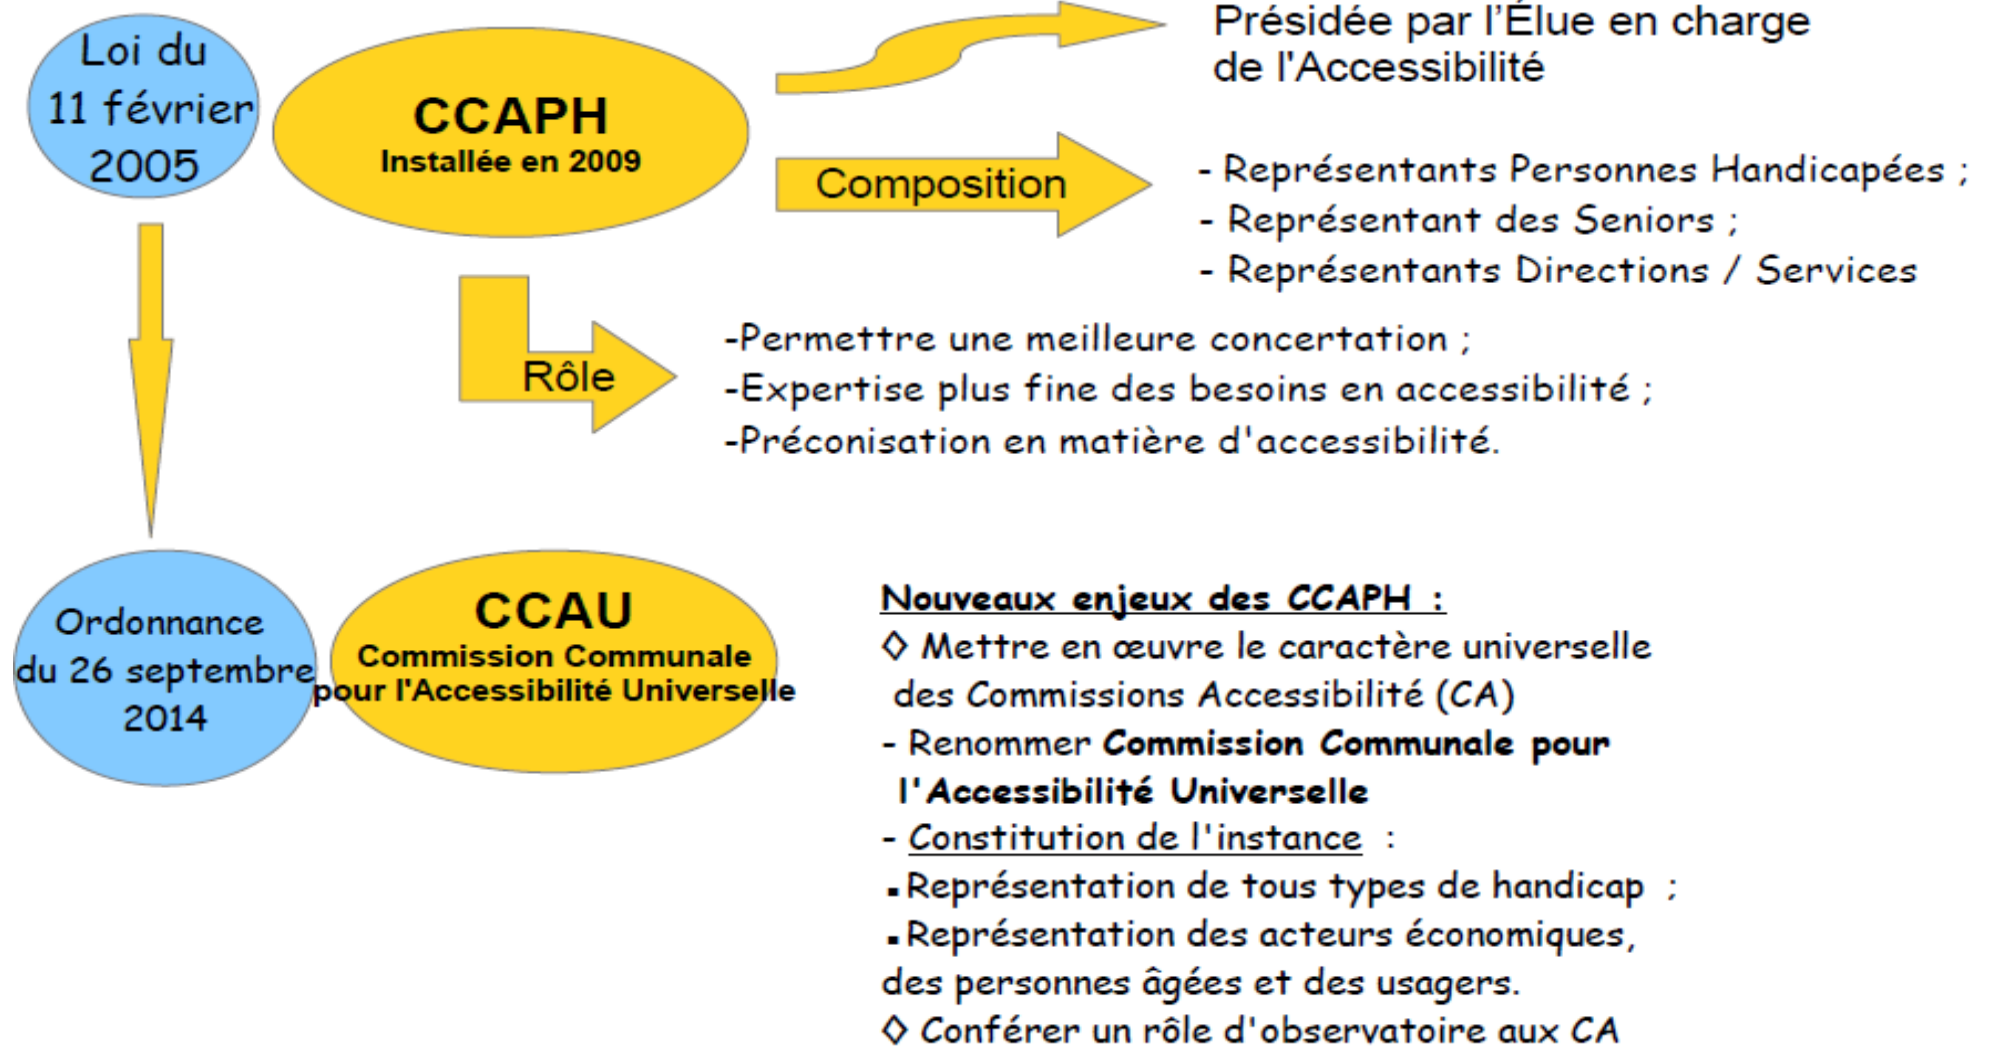 Loi du
11 février
2005
CCAPH
Installée en 2009
Présidée par l’Élue en charge
de l'Accessibilité
Composition
- Représentants Personnes Handicapées ;
- Représentant des Seniors ;
- Représentants Directions / Services
Rôle
-Permettre une meilleure concertation ;
-Expertise plus fine des besoins en accessibilité ;
-Préconisation en matière d'accessibilité.
Ordonnance
du 26 septembre
2014
CCAU
Commission Communale
pour l'Accessibilité Universelle
Nouveaux enjeux des CCAPH :
◊ Mettre en œuvre le caractère universelle
des Commissions Accessibilité (CA)
- Renommer Commission Communale pour
l'Accessibilité Universelle
- Constitution de l'instance :
▪Représentation de tous types de handicap ;
▪Représentation des acteurs économiques,
des personnes âgées et des usagers.
◊ Conférer un rôle d'observatoire aux CA